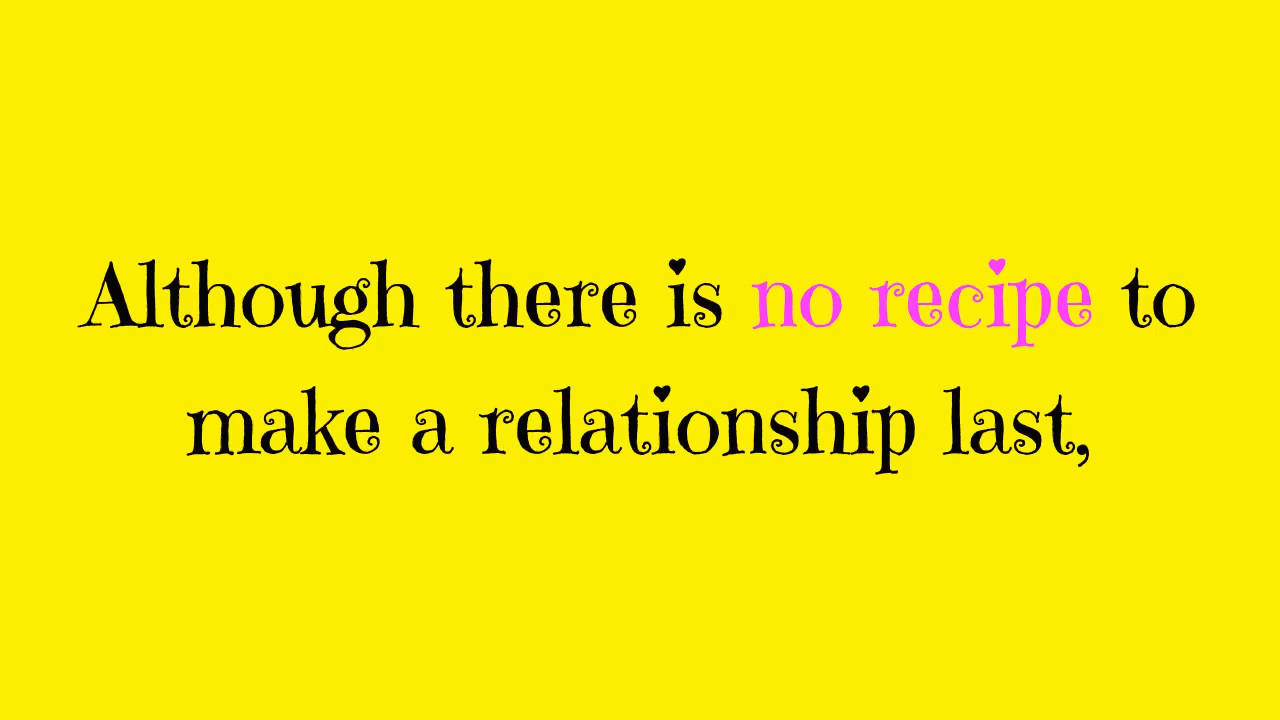 Although there is no recipe to
make a relationship last,